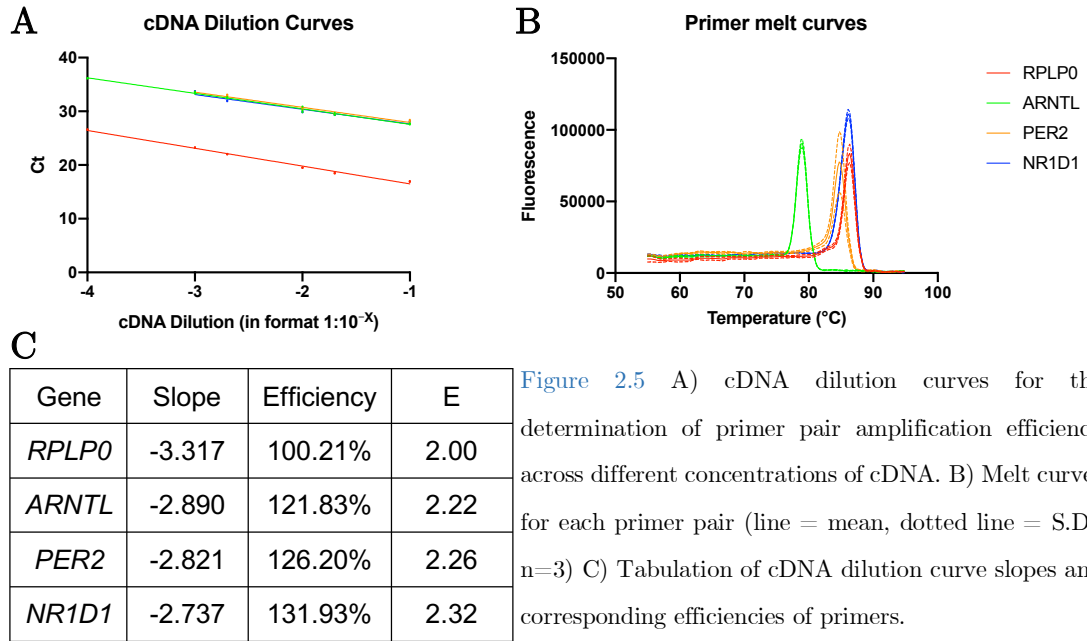 A
cDNA Dilution Curves
40
30
20
10
0
Ct
-4
-3
-2
-1
cDNA Dilution (in format 1:10⁻ˣ)
B
Primer melt curves
150000
100000
50000
0
Fluorescence
50
60
70
80
90
100
Temperature (°C)
RPLP0
ARNTL
PER2
NR1D1
C
Gene Slope Efficiency E
RPLP0 -3.317 100.21% 2.00
ARNTL -2.890 121.83% 2.22
PER2 -2.821 126.20% 2.26
NR1D1 -2.737 131.93% 2.32
Figure 2.5 A) cDNA dilution curves for th
determination of primer pair amplification efficienc
across different concentrations of cDNA. B) Melt curve
for each primer pair (line = mean, dotted line = S.D
n=3) C) Tabulation of cDNA dilution curve slopes an
corresponding efficiencies of primers.